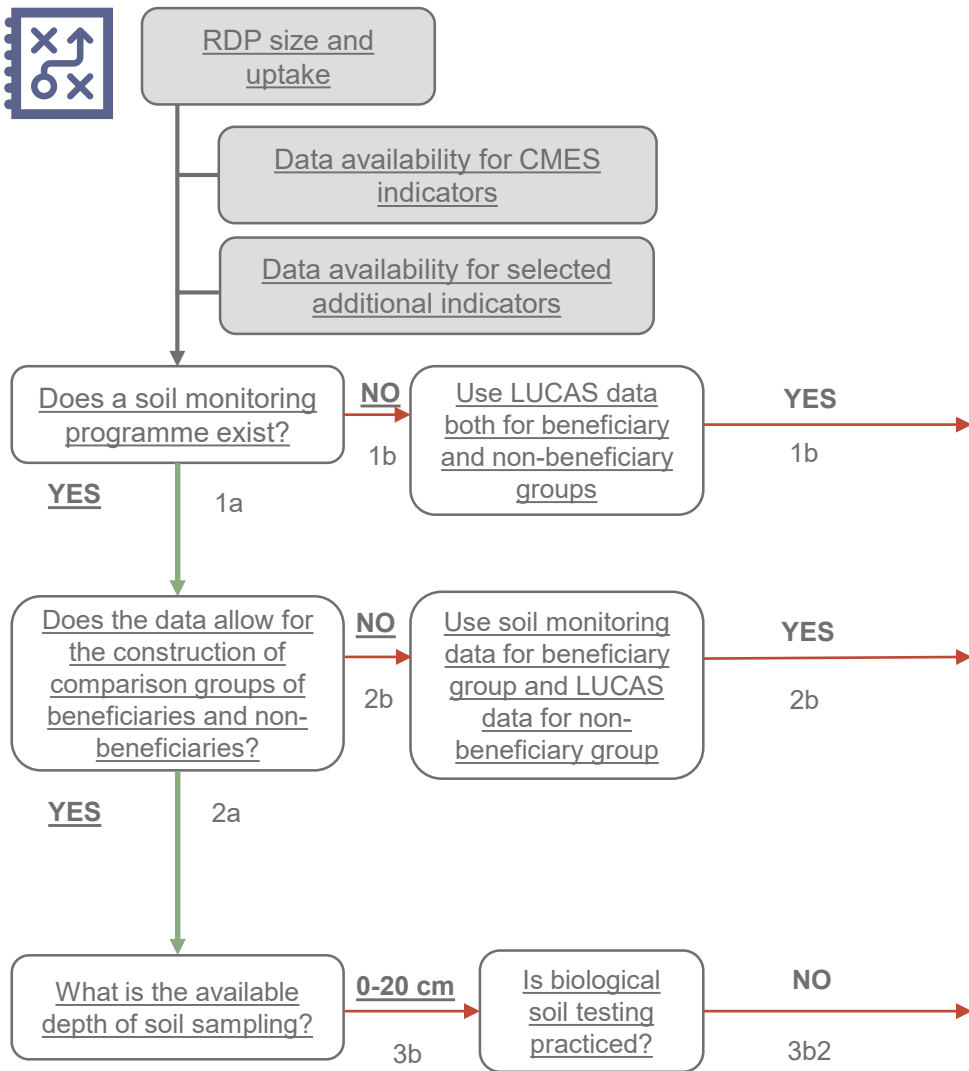 RDP size and
uptake
Data availability for CMES
indicators
Data availability for selected
additional indicators
Does a soil monitoring
programme exist?
NO
1b
Use LUCAS data
both for beneficiary
and non-beneficiary
groups
YES
1b
YES
1a
Does the data allow for
the construction of
comparison groups of
beneficiaries and non-
beneficiaries?
NO
2b
Use soil monitoring
data for beneficiary
group and LUCAS
data for non-
beneficiary group
YES
2b
YES
2a
What is the available
depth of soil sampling?
0-20 cm
3b
Is biological
soil testing
practiced?
NO
3b2